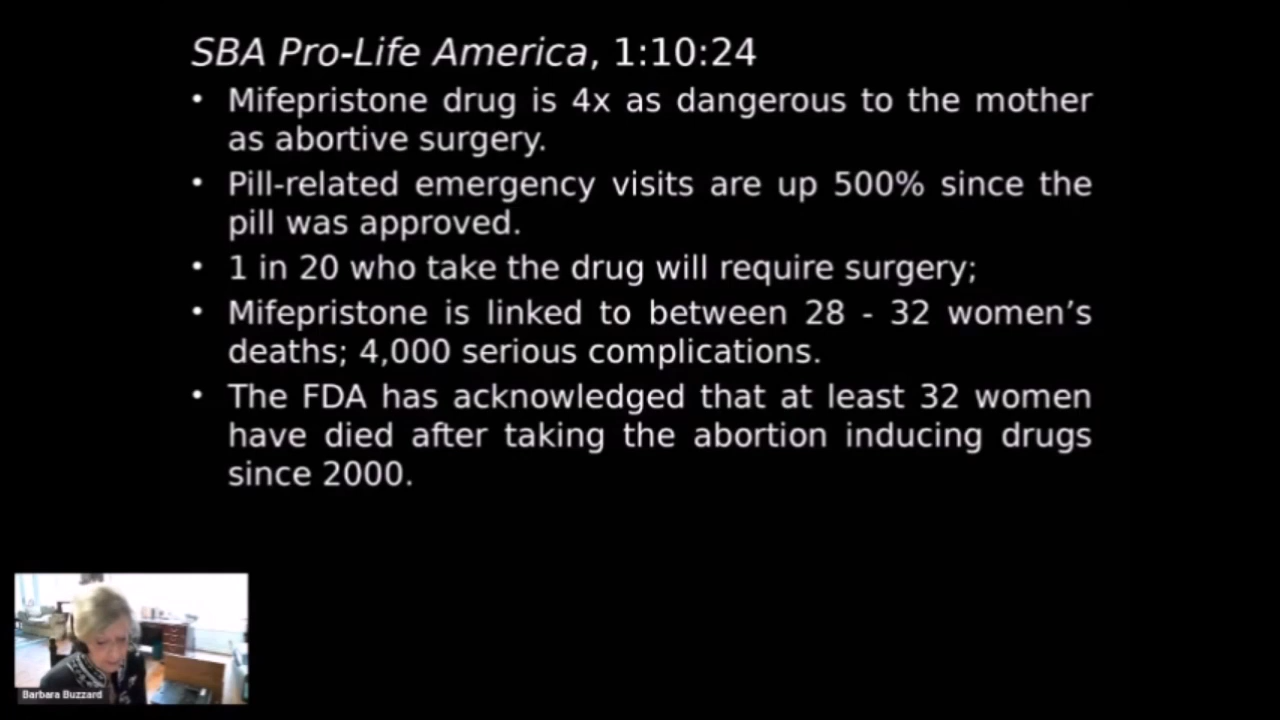 SBA Pro-Life America, 1:10:24
• Mifepristone drug is 4x as dangerous to the mother
as abortive surgery.
• Pill-related emergency visits are up 500% since the
pill was approved.
• 1 in 20 who take the drug will require surgery;
• Mifepristone is linked to between 28 - 32 women’s
deaths; 4,000 serious complications.
• The FDA has acknowledged that at least 32 women
have died after taking the abortion inducing drugs
since 2000.
Barbara Buzzard